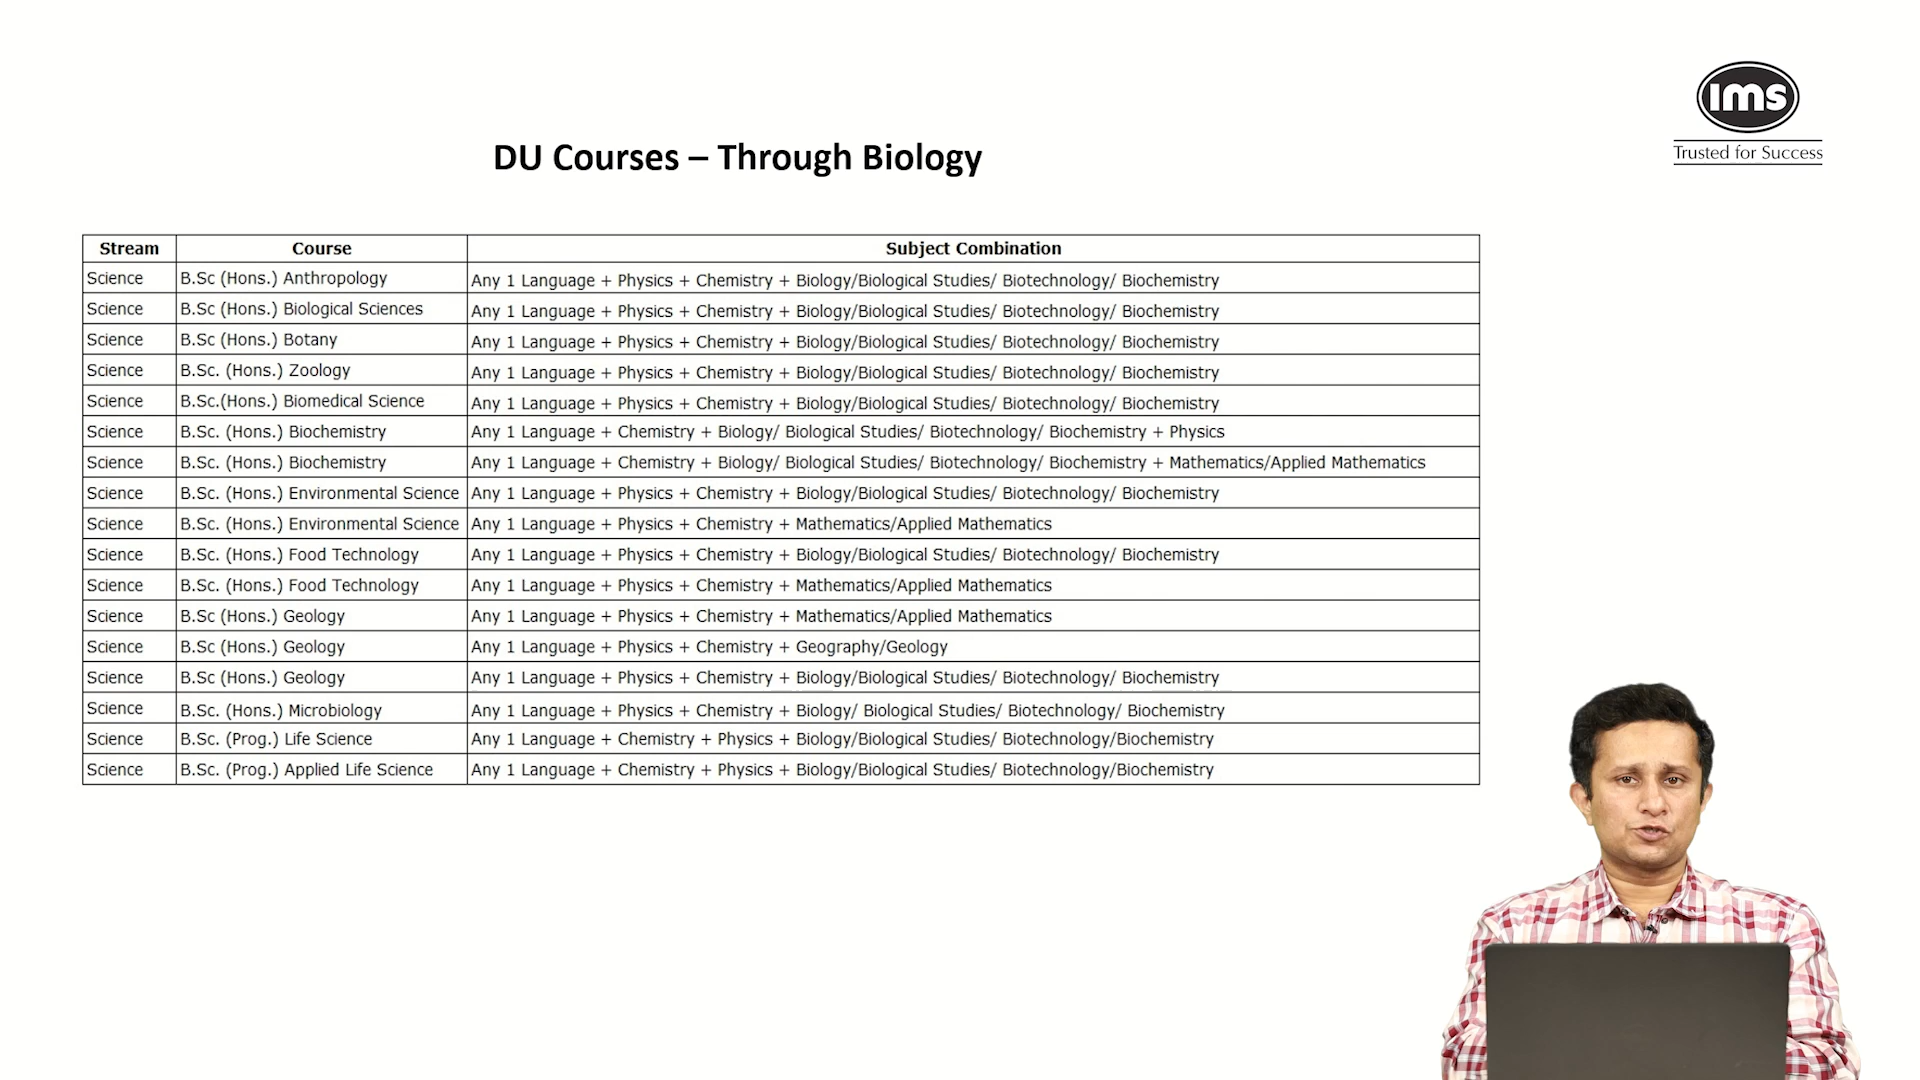 ims
Trusted for Success
DU Courses – Through Biology
Stream Course Subject Combination
Science B.Sc (Hons.) Anthropology Any 1 Language + Physics + Chemistry + Biology/Biological Studies/ Biotechnology/ Biochemistry
Science B.Sc (Hons.) Biological Sciences Any 1 Language + Physics + Chemistry + Biology/Biological Studies/ Biotechnology/ Biochemistry
Science B.Sc (Hons.) Botany Any 1 Language + Physics + Chemistry + Biology/Biological Studies/ Biotechnology/ Biochemistry
Science B.Sc. (Hons.) Zoology Any 1 Language + Physics + Chemistry + Biology/Biological Studies/ Biotechnology/ Biochemistry
Science B.Sc.(Hons.) Biomedical Science Any 1 Language + Physics + Chemistry + Biology/Biological Studies/ Biotechnology/ Biochemistry
Science B.Sc. (Hons.) Biochemistry Any 1 Language + Chemistry + Biology/ Biological Studies/ Biotechnology/ Biochemistry + Physics
Science B.Sc. (Hons.) Biochemistry Any 1 Language + Chemistry + Biology/ Biological Studies/ Biotechnology/ Biochemistry + Mathematics/Applied Mathematics
Science B.Sc. (Hons.) Environmental Science Any 1 Language + Physics + Chemistry + Biology/Biological Studies/ Biotechnology/ Biochemistry
Science B.Sc. (Hons.) Environmental Science Any 1 Language + Physics + Chemistry + Mathematics/Applied Mathematics
Science B.Sc. (Hons.) Food Technology Any 1 Language + Physics + Chemistry + Biology/Biological Studies/ Biotechnology/ Biochemistry
Science B.Sc. (Hons.) Food Technology Any 1 Language + Physics + Chemistry + Mathematics/Applied Mathematics
Science B.Sc (Hons.) Geology Any 1 Language + Physics + Chemistry + Mathematics/Applied Mathematics
Science B.Sc (Hons.) Geology Any 1 Language + Physics + Chemistry + Geography/Geology
Science B.Sc (Hons.) Geology Any 1 Language + Physics + Chemistry + Biology/Biological Studies/ Biotechnology/ Biochemistry
Science B.Sc. (Hons.) Microbiology Any 1 Language + Physics + Chemistry + Biology/ Biological Studies/ Biotechnology/ Biochemistry
Science B.Sc. (Prog.) Life Science Any 1 Language + Chemistry + Physics + Biology/Biological Studies/ Biotechnology/Biochemistry
Science B.Sc. (Prog.) Applied Life Science Any 1 Language + Chemistry + Physics + Biology/Biological Studies/ Biotechnology/Biochemistry